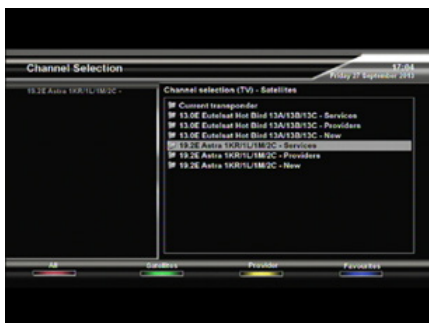 Channel Selection
17:04
Friday 27 September 2013
19.2E Astra 1KR/1L/1M/2C -
Channel selection (TV) - Satellites
Current transponder
13.0E Eutelsat Hot Bird 13A/13B/13C - Services
13.0E Eutelsat Hot Bird 13A/13B/13C - Providers
13.0E Eutelsat Hot Bird 13A/13B/13C - New
19.2E Astra 1KR/1L/1M/2C - Services
19.2E Astra 1KR/1L/1M/2C - Providers
19.2E Astra 1KR/1L/1M/2C - New
All Satellites Provider Favourites